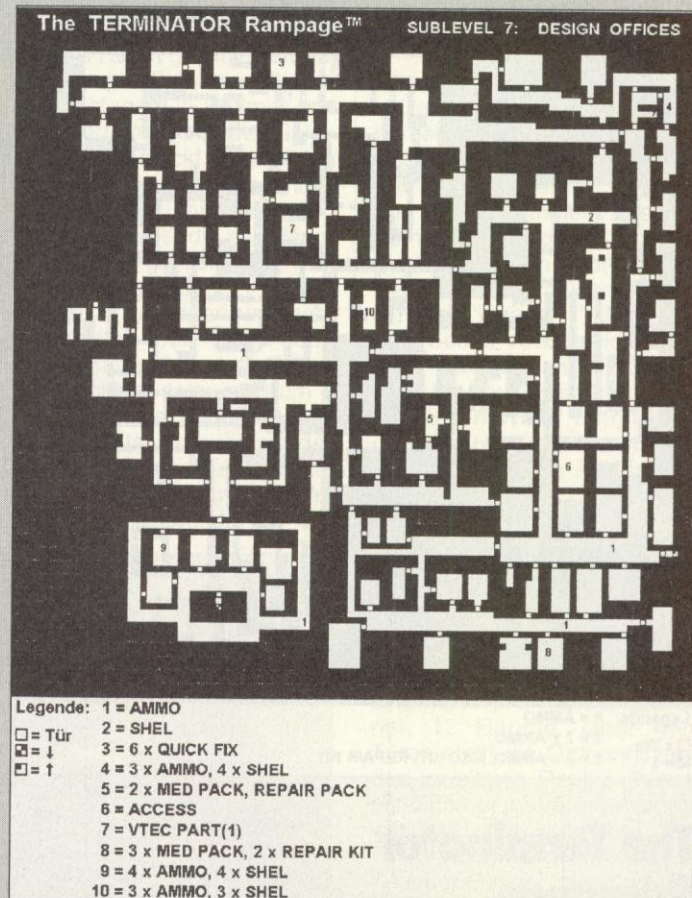 The TERMINATOR Rampage™ SUBLEVEL 7: DESIGN OFFICES
3
4
2
7
10
1
5
6
9
1
1
1
8
Legende: 1 = AMMO
□ = Tür 2 = SHEL
= ↓ 3 = 6 x QUICK FIX
= ↑ 4 = 3 x AMMO, 4 x SHEL
5 = 2 x MED PACK, REPAIR PACK
6 = ACCESS
7 = VTEC PART(1)
8 = 3 x MED PACK, 2 x REPAIR KIT
9 = 4 x AMMO, 4 x SHEL
10 = 3 x AMMO, 3 x SHEL